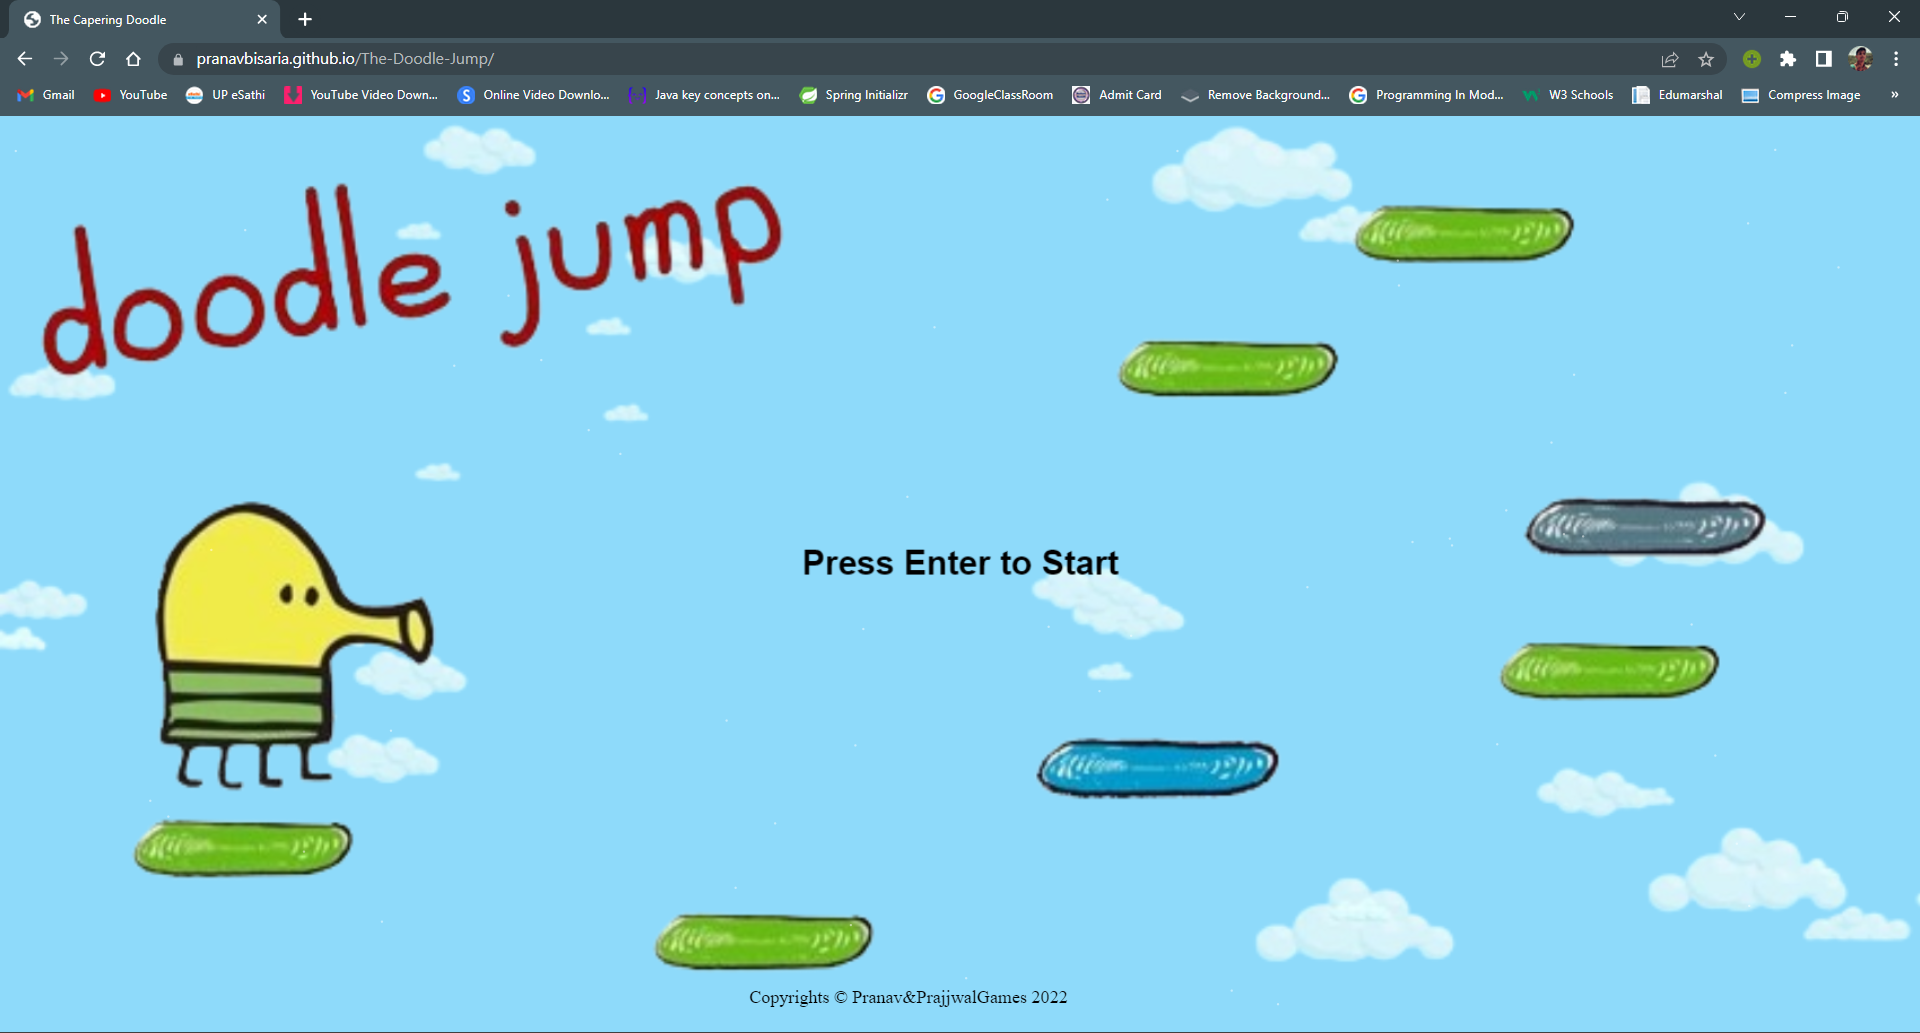 The Capering Doodle
pranavbisaria.github.io/The-Doodle-Jump/
Gmail YouTube UP eSathi YouTube Video Down... Online Video Downlo... Java key concepts on... Spring Initializr GoogleClassRoom Admit Card Remove Background... Programming In Mod... W3 Schools Edumarshal Compress Image »
doodle jump
Press Enter to Start
Copyrights © Pranav&PrajjwalGames 2022